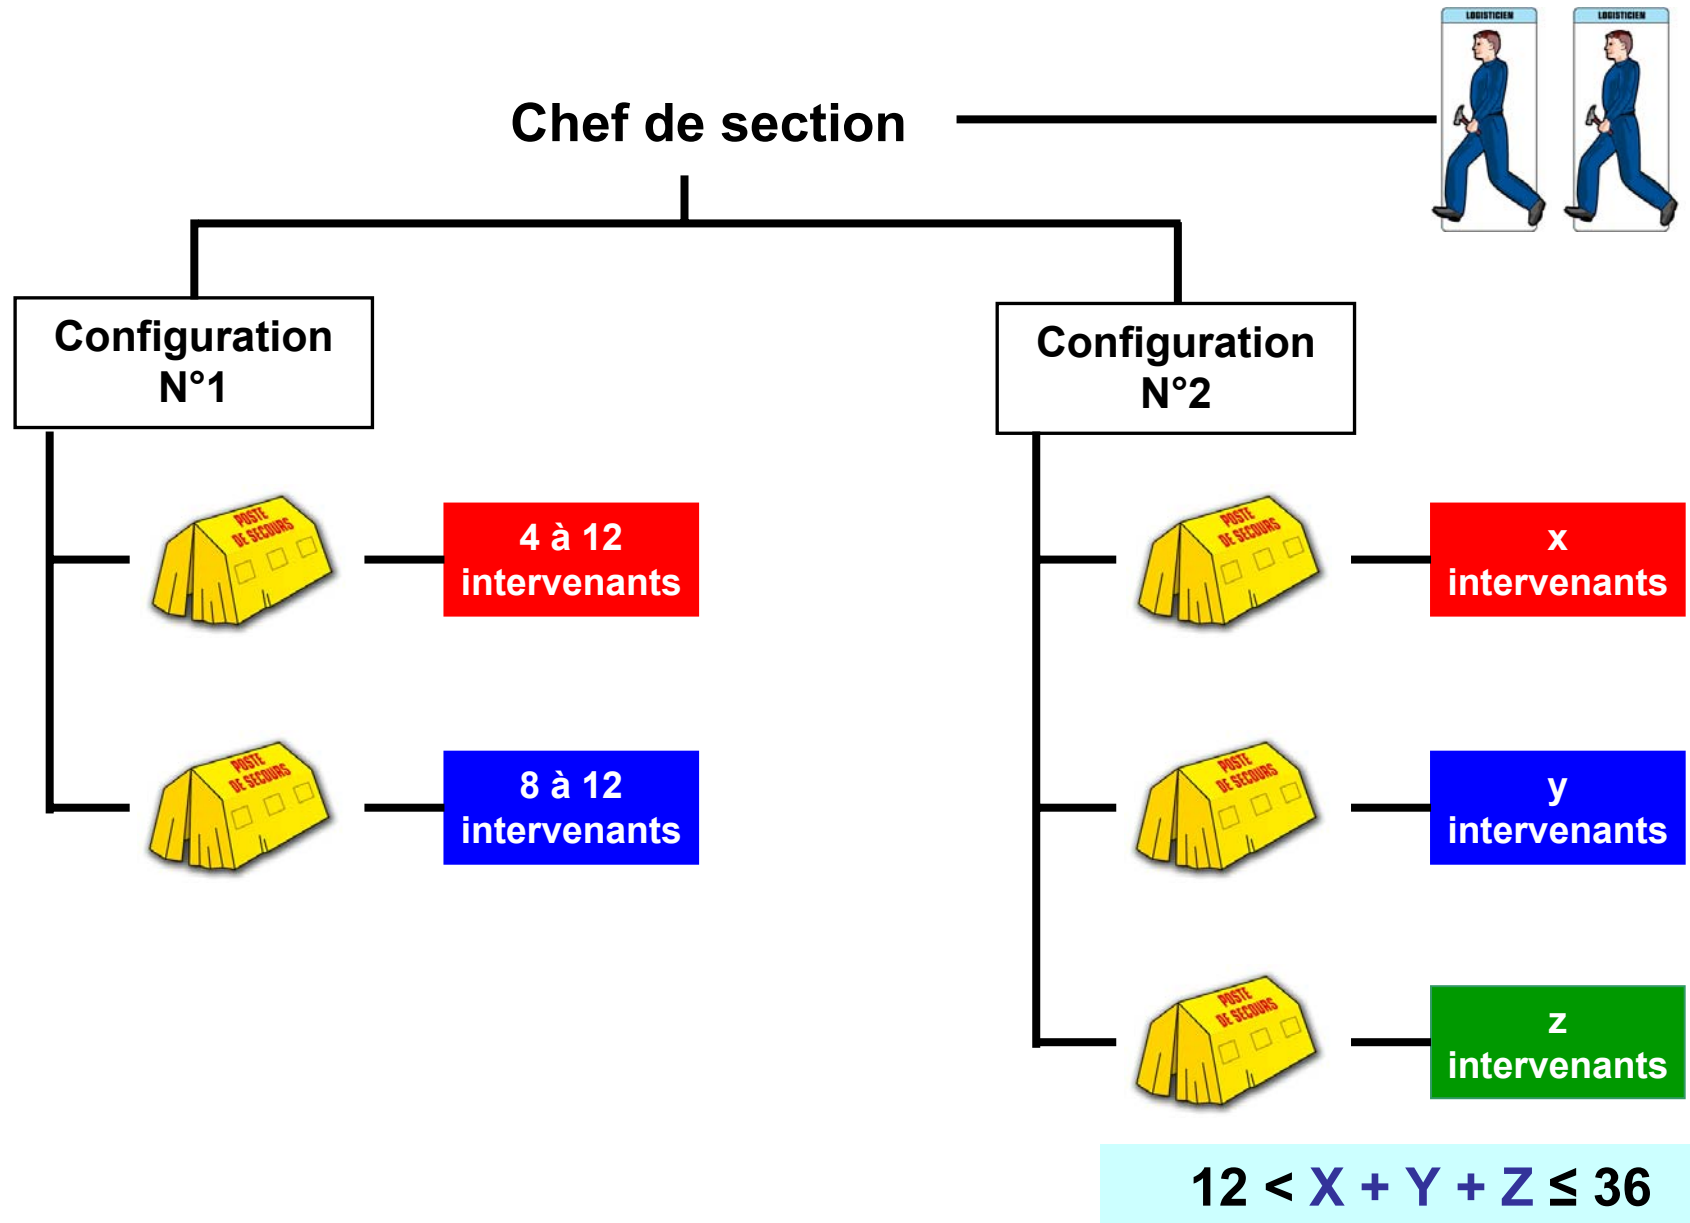 LOGISTICIEN
LOGISTICIEN
Chef de section
Configuration
N°1
Configuration
N°2
POSTE
DE SECOURS
4 à 12
intervenants
POSTE
DE SECOURS
x
intervenants
POSTE
DE SECOURS
8 à 12
intervenants
POSTE
DE SECOURS
y
intervenants
POSTE
DE SECOURS
z
intervenants
12 < X + Y + Z ≤ 36